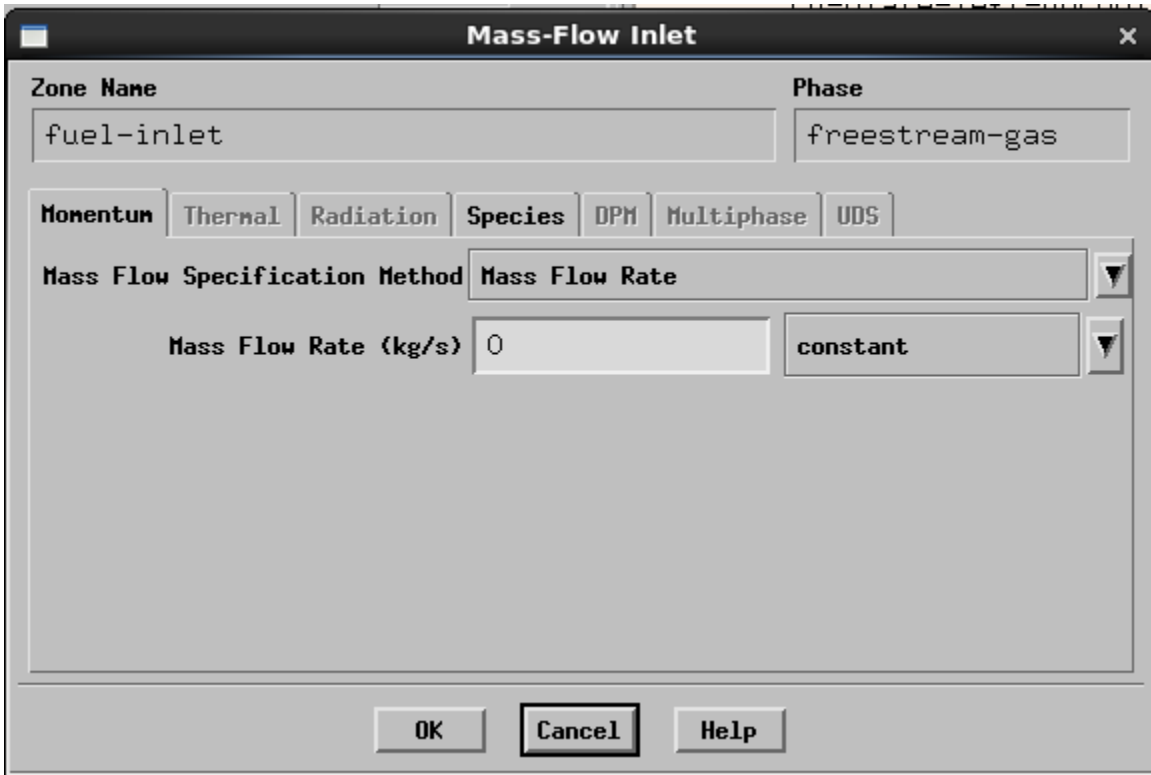 Mass-Flow Inlet
Zone Name Phase
fuel-inlet freestream-gas
Momentum Thermal Radiation Species DPM Multiphase UDS
Mass Flow Specification Method Mass Flow Rate
Mass Flow Rate (kg/s) 0 constant
OK Cancel Help